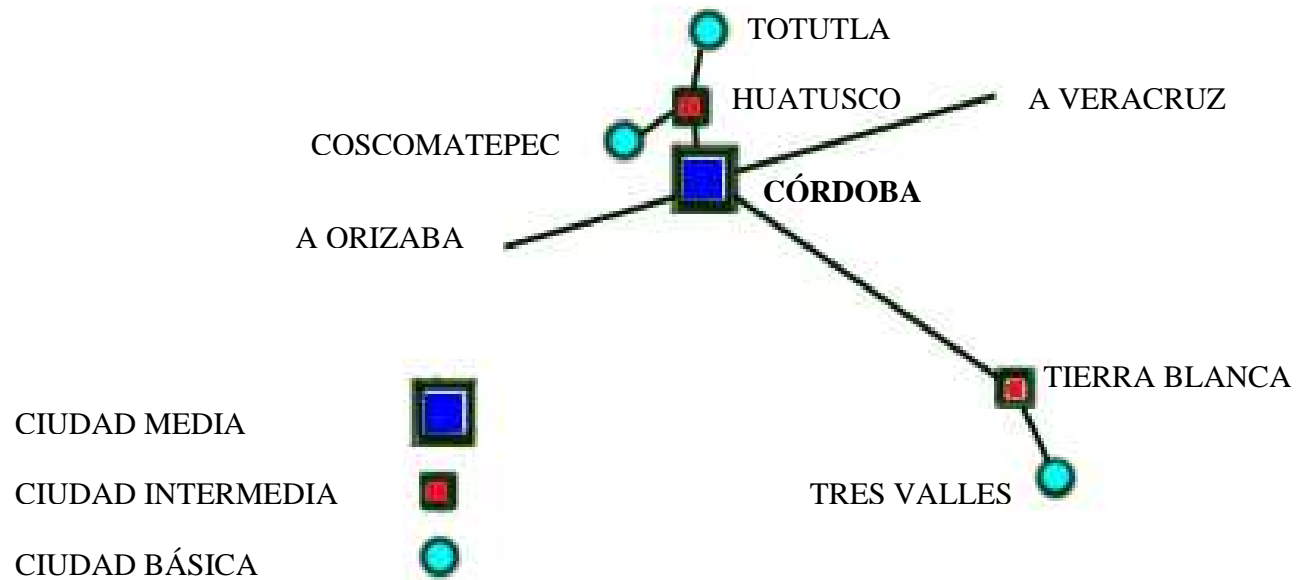 TOTUTLA
HUATUSCO
A VERACRUZ
COSCOMATEPEC
CÓRDOBA
A ORIZABA
TIERRA BLANCA
TRES VALLES
CIUDAD MEDIA
CIUDAD INTERMEDIA
CIUDAD BÁSICA